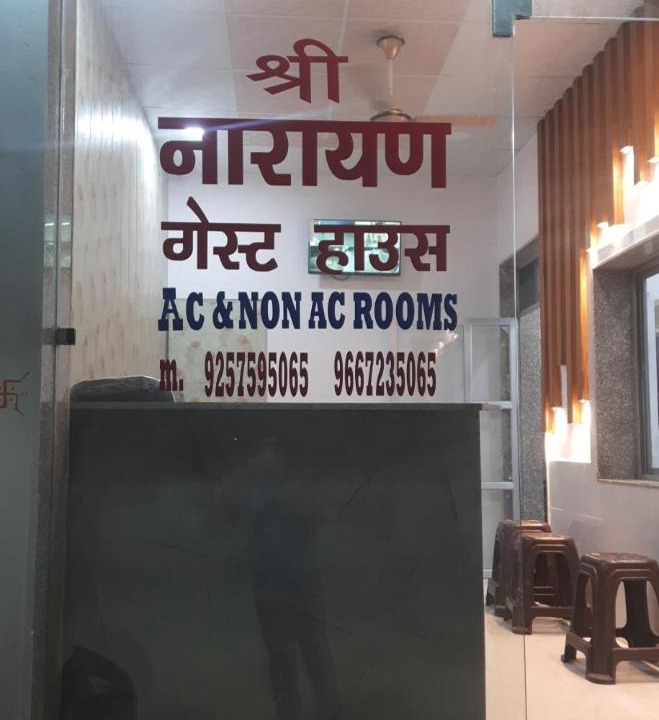 श्री
नारायण
गेस्ट हाउस
AC & NON AC ROOMS
m. 9257595065 9667235065